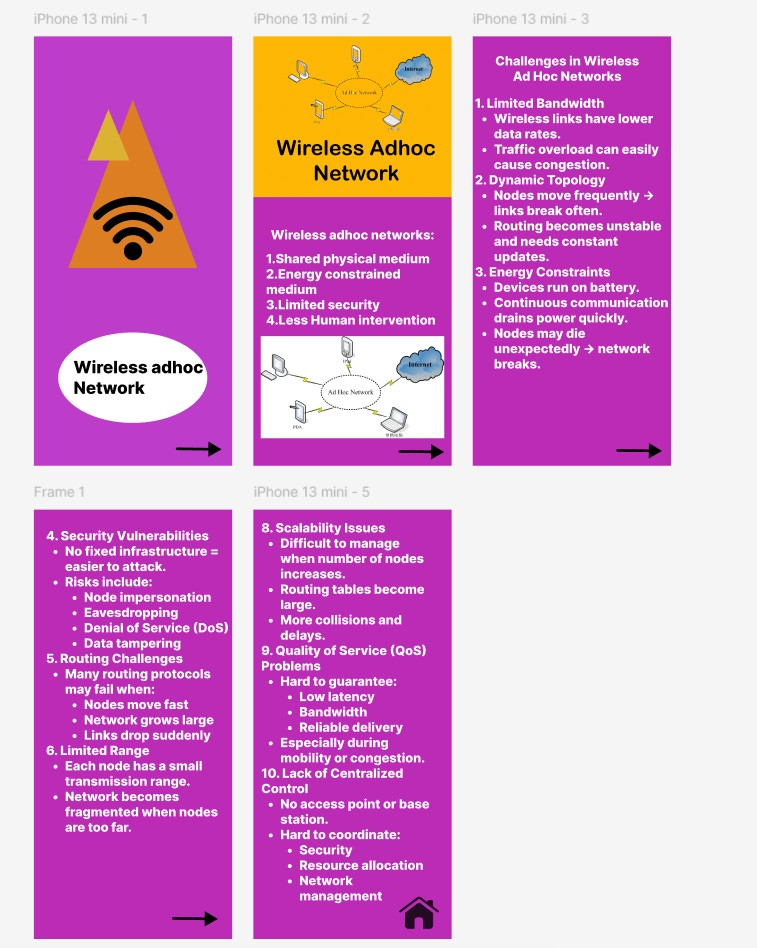 iPhone 13 mini - 1
Wireless adhoc
Network
iPhone 13 mini - 2
Internet
Ad Hoc Network
Wireless Adhoc
Network
Wireless adhoc networks:
1.Shared physical medium
2.Energy constrained
medium
3.Limited security
4.Less Human intervention
Internet
Ad Hoc Network
PDA
iPhone 13 mini - 3
Challenges in Wireless
Ad Hoc Networks
1. Limited Bandwidth
• Wireless links have lower
data rates.
• Traffic overload can easily
cause congestion.
2. Dynamic Topology
• Nodes move frequently →
links break often.
• Routing becomes unstable
and needs constant
updates.
3. Energy Constraints
• Devices run on battery.
• Continuous communication
drains power quickly.
• Nodes may die
unexpectedly → network
breaks.
Frame 1
4. Security Vulnerabilities
• No fixed infrastructure =
easier to attack.
• Risks include:
• Node impersonation
• Eavesdropping
• Denial of Service (DoS)
• Data tampering
5. Routing Challenges
• Many routing protocols
may fail when:
• Nodes move fast
• Network grows large
• Links drop suddenly
6. Limited Range
• Each node has a small
transmission range.
• Network becomes
fragmented when nodes
are too far.
iPhone 13 mini - 5
8. Scalability Issues
• Difficult to manage
when number of nodes
increases.
• Routing tables become
large.
• More collisions and
delays.
9. Quality of Service (QoS)
Problems
• Hard to guarantee:
• Low latency
• Bandwidth
• Reliable delivery
• Especially during
mobility or congestion.
10. Lack of Centralized
Control
• No access point or base
station.
• Hard to coordinate:
• Security
• Resource allocation
• Network
management